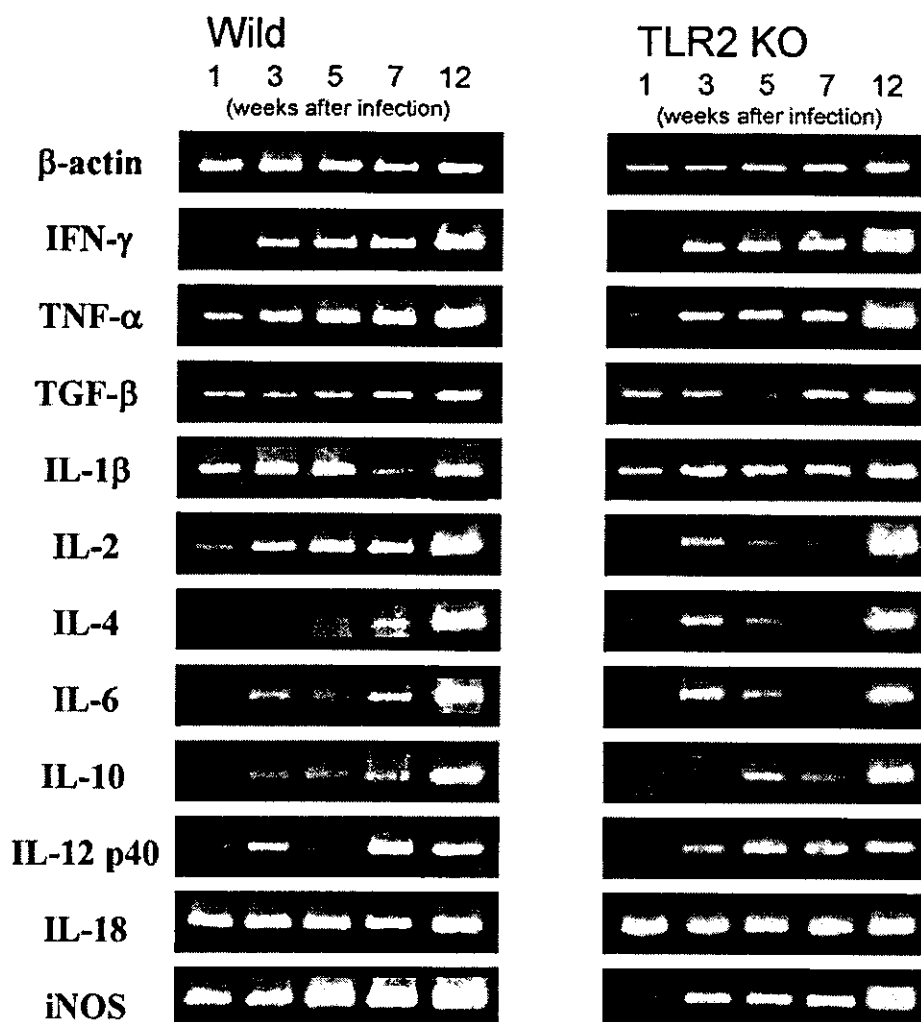 Wild TLR2 KO
1 3 5 7 12 1 3 5 7 12
(weeks after infection) (weeks after infection)
β-actin
IFN-γ
TNF-α
TGF-β
IL-1β
IL-2
IL-4
IL-6
IL-10
IL-12 p40
IL-18
iNOS